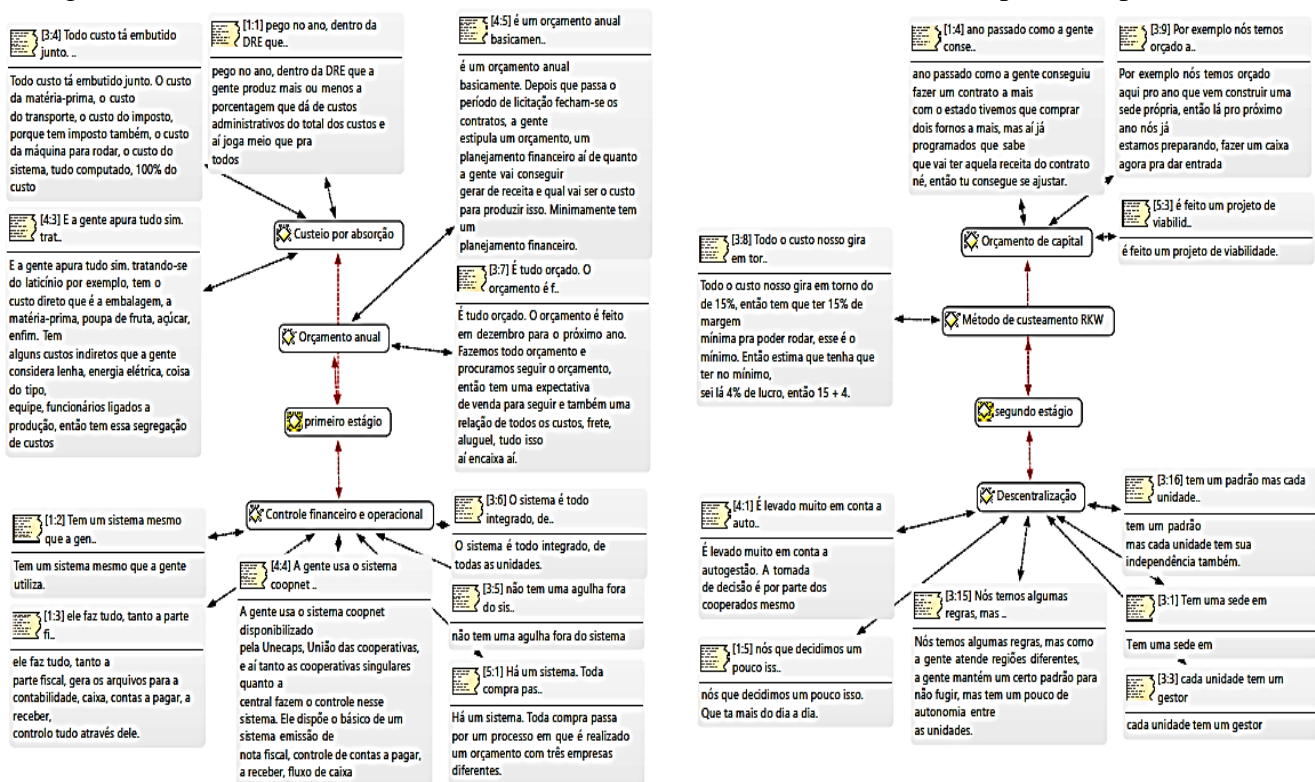 [3:4] Todo custo tá embutido
junto. ..
Todo custo tá embutido junto. O custo
da matéria-prima, o custo
do transporte, o custo do imposto,
porque tem imposto também, o custo
da máquina para rodar, o custo do
sistema, tudo computado, 100% do
custo
[1:1] pego no ano, dentro da
DRE que..
pego no ano, dentro da DRE que a
gente produz mais ou menos a
porcentagem que dá de custos
administrativos do total dos custos e
aí joga meio que pra
todos
[4:5] é um orçamento anual
basicamen..
é um orçamento anual
basicamente. Depois que passa o
período de licitação fecham-se os
contratos, a gente
estipula um orçamento, um
planejamento financeiro aí de quanto
a gente vai conseguir
gerar de receita e qual vai ser o custo
para produzir isso. Minimamente tem
um
planejamento financeiro.
[4:3] E a gente apura tudo sim.
trat..
E a gente apura tudo sim. tratando-se
do laticínio por exemplo, tem o
custo direto que é a embalagem, a
matéria-prima, poupa de fruta, açúcar,
enfim. Tem
alguns custos indiretos que a gente
considera lenha, energia elétrica, coisa
do tipo,
equipe, funcionários ligados a
produção, então tem essa segregação
de custos
Custeio por absorção
Orçamento anual
primeiro estágio
[3:7] É tudo orçado. O
orçamento é f..
É tudo orçado. O orçamento é feito
em dezembro para o próximo ano.
Fazemos todo orçamento e
procuramos seguir o orçamento,
então tem uma expectativa
de venda para seguir e também uma
relação de todos os custos, frete,
aluguel, tudo isso
aí encaixa aí.
Controle financeiro e operacional
[1:2] Tem um sistema mesmo
que a gen..
Tem um sistema mesmo que a gente
utiliza.
[1:3] ele faz tudo, tanto a parte
fi..
ele faz tudo, tanto a
parte fiscal, gera os arquivos para a
contabilidade, caixa, contas a pagar, a
receber,
controlo tudo através dele.
[4:4] A gente usa o sistema
coopnet ..
A gente usa o sistema coopnet
disponibilizado
pela Unecaps, União das cooperativas,
e aí tanto as cooperativas singulares
quanto a
central fazem o controle nesse
sistema. Ele dispõe o básico de um
sistema emissão de
nota fiscal, controle de contas a pagar,
a receber, fluxo de caixa
[3:6] O sistema é todo
integrado, de..
O sistema é todo integrado, de
todas as unidades.
[3:5] não tem uma agulha fora
do sis..
não tem uma agulha fora do sistema
[5:1] Há um sistema. Toda
compra pas..
Há um sistema. Toda compra passa
por um processo em que é realizado
um orçamento com três empresas
diferentes.
[1:4] ano passado como a gente
conse..
ano passado como a gente conseguiu
fazer um contrato a mais
com o estado tivemos que comprar
dois fornos a mais, mas aí já
programados que sabe
que vai ter aquela receita do contrato
né, então tu consegue se ajustar.
[3:9] Por exemplo nós temos
orçado a..
Por exemplo nós temos orçado
aqui pro ano que vem construir uma
sede própria, então lá pro próximo
ano nós já
estamos preparando, fazer um caixa
agora pra dar entrada
[5:3] é feito um projeto de
viabilid..
é feito um projeto de viabilidade.
Orçamento de capital
[3:8] Todo o custo nosso gira
em tor..
Todo o custo nosso gira em torno do
de 15%, então tem que ter 15% de
margem
mínima pra poder rodar, esse é o
mínimo. Então estima que tenha que
ter no mínimo,
sei lá 4% de lucro, então 15 + 4.
Método de custeamento RKW
segundo estágio
Descentralização
[4:1] É levado muito em conta a
auto..
É levado muito em conta a
autogestão. A tomada
de decisão é por parte dos
cooperados mesmo
[1:5] nós que decidimos um
pouco iss..
nós que decidimos um pouco isso.
Que ta mais do dia a dia.
[3:15] Nós temos algumas
regras, mas ..
Nós temos algumas regras, mas como
a gente atende regiões diferentes,
a gente mantém um certo padrão para
não fugir, mas tem um pouco de
autonomia entre
as unidades.
[3:16] tem um padrão mas cada
unidade..
tem um padrão
mas cada unidade tem sua
independência também.
[3:1] Tem uma sede em
Tem uma sede em
[3:3] cada unidade tem um
gestor
cada unidade tem um gestor